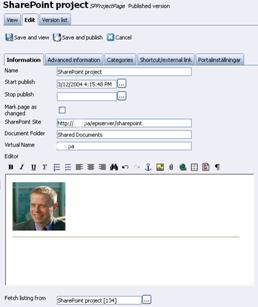 SharePoint project SPProjectPage Published version
View Edit Version list
Save and view Save and publish Cancel
Information Advanced information Categories Shortcut/external link Portalinställningar
Name SharePoint project
Start publish 3/12/2004 4:15:48 PM ...
Stop publish ...
Mark page as changed
SharePoint Site http:// .pa/episerver/sharepoint
Document Folder Shared Documents
Virtual Name .pa
Editor
B I U T
Fetch listing from SharePoint project [134] ...